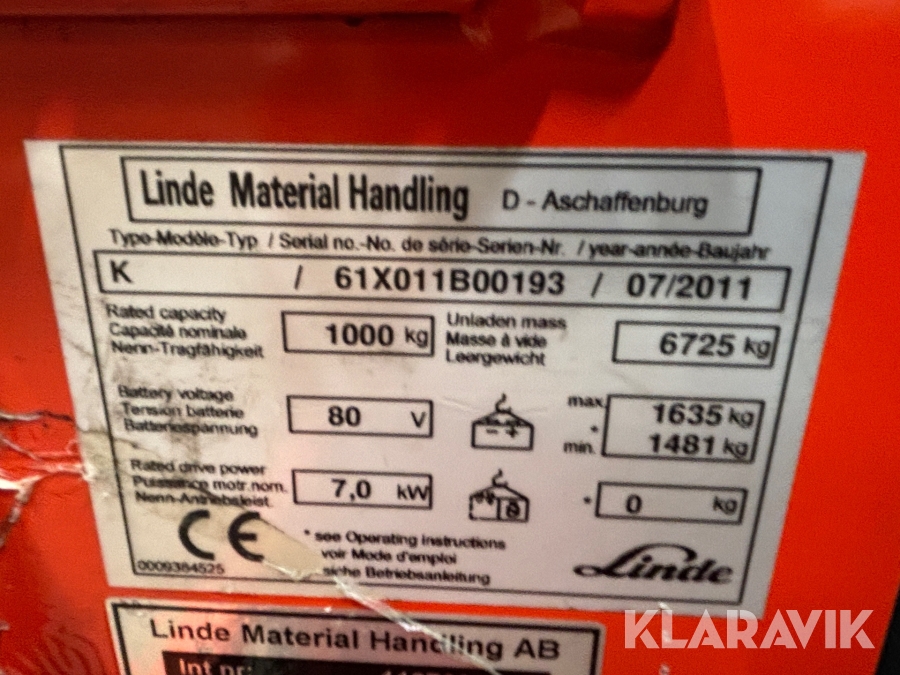 Linde Material Handling D - Aschaffenburg
Type-Modèle-Typ / Serial no.-No. de série-Serien-Nr. / year-année-Baujahr
K / 61X011B00193 / 07/2011
Rated capacity
Capacité nominale
Nenn-Tragfähigkeit
1000 kg
Unladen mass
Masse à vide
Leergewicht
6725 kg
Battery voltage
Tension batterie
Batteriespannung
80 V
- +
max.
* min.
1635 kg
1481 kg
Rated drive power
Puissance motr.nom.
Nenn-Antriebsleist.
7,0 kW
* 0 kg
CE
0009384525
* see Operating instructions
voir Mode d'emploi
siehe Betriebsanleitung
Linde
Linde Material Handling AB
Int nr:
KLARAVIK